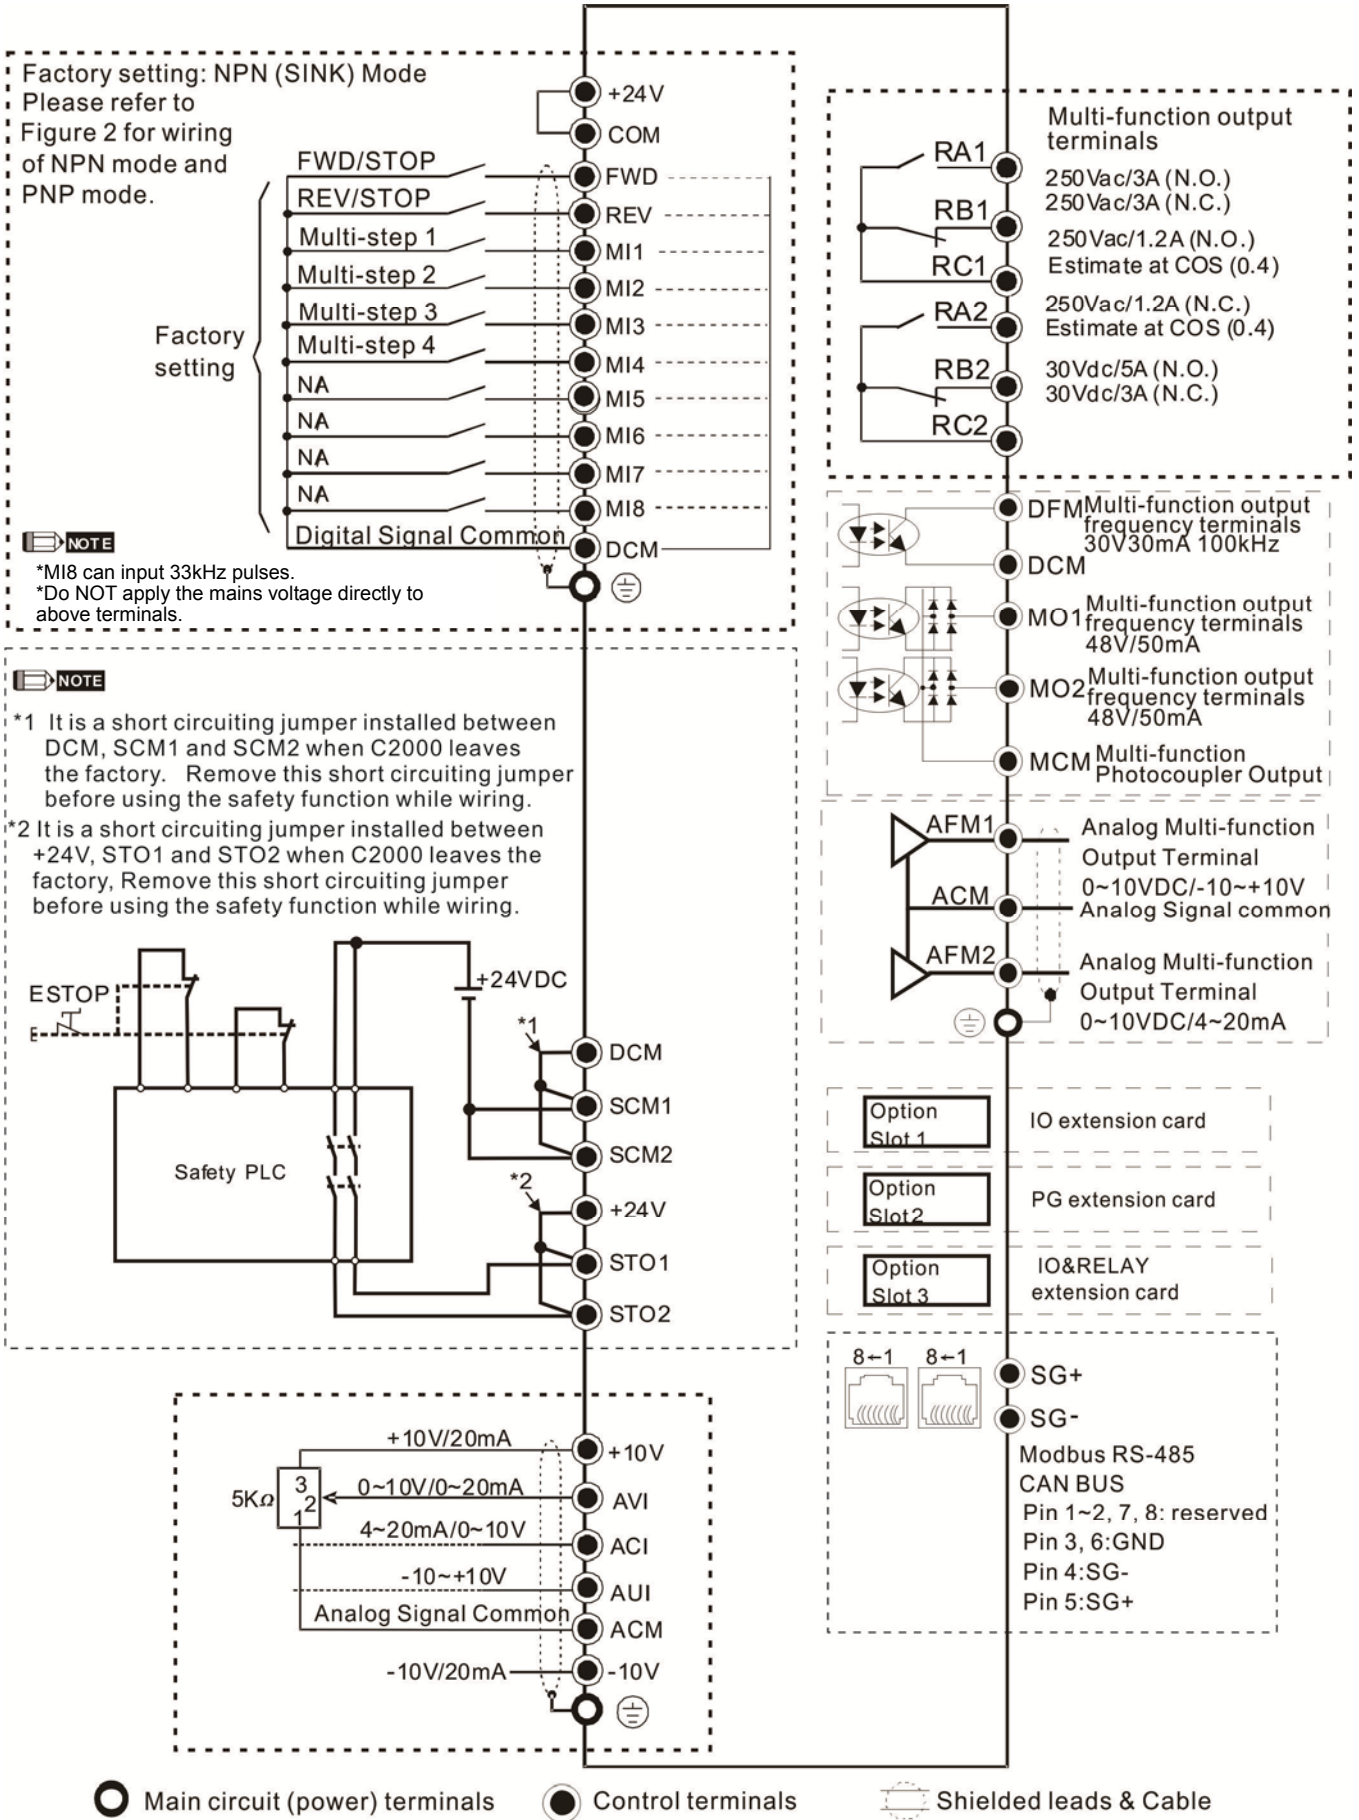 Factory setting: NPN (SINK) Mode
Please refer to
Figure 2 for wiring
of NPN mode and
PNP mode.
FWD/STOP
REV/STOP
Multi-step 1
Multi-step 2
Multi-step 3
Multi-step 4
NA
NA
NA
NA
Digital Signal Common
Factory
setting
+24V
COM
FWD
REV
MI1
MI2
MI3
MI4
MI5
MI6
MI7
MI8
DCM
NOTE
*MI8 can input 33kHz pulses.
*Do NOT apply the mains voltage directly to
above terminals.
NOTE
*1 It is a short circuiting jumper installed between
DCM, SCM1 and SCM2 when C2000 leaves
the factory. Remove this short circuiting jumper
before using the safety function while wiring.
*2 It is a short circuiting jumper installed between
+24V, STO1 and STO2 when C2000 leaves the
factory, Remove this short circuiting jumper
before using the safety function while wiring.
ESTOP
+24VDC
Safety PLC
*1
DCM
SCM1
SCM2
*2
+24V
STO1
STO2
+10V/20mA
5KΩ
3
2
1
0~10V/0~20mA
4~20mA/0~10V
-10~+10V
Analog Signal Common
-10V/20mA
+10V
AVI
ACI
AUI
ACM
-10V
RA1
RB1
RC1
RA2
RB2
RC2
Multi-function output
terminals
250Vac/3A (N.O.)
250Vac/3A (N.C.)
250Vac/1.2A (N.O.)
Estimate at COS (0.4)
250Vac/1.2A (N.C.)
Estimate at COS (0.4)
30Vdc/5A (N.O.)
30Vdc/3A (N.C.)
DFM
Multi-function output
frequency terminals
30V30mA 100kHz
DCM
MO1
Multi-function output
frequency terminals
48V/50mA
MO2
Multi-function output
frequency terminals
48V/50mA
MCM
Multi-function
Photocoupler Output
AFM1
Analog Multi-function
Output Terminal
0~10VDC/-10~+10V
ACM
Analog Signal common
AFM2
Analog Multi-function
Output Terminal
0~10VDC/4~20mA
Option
Slot 1
IO extension card
Option
Slot2
PG extension card
Option
Slot 3
IO&RELAY
extension card
8←1
8←1
SG+
SG-
Modbus RS-485
CAN BUS
Pin 1~2, 7, 8: reserved
Pin 3, 6:GND
Pin 4:SG-
Pin 5:SG+
Main circuit (power) terminals
Control terminals
Shielded leads & Cable